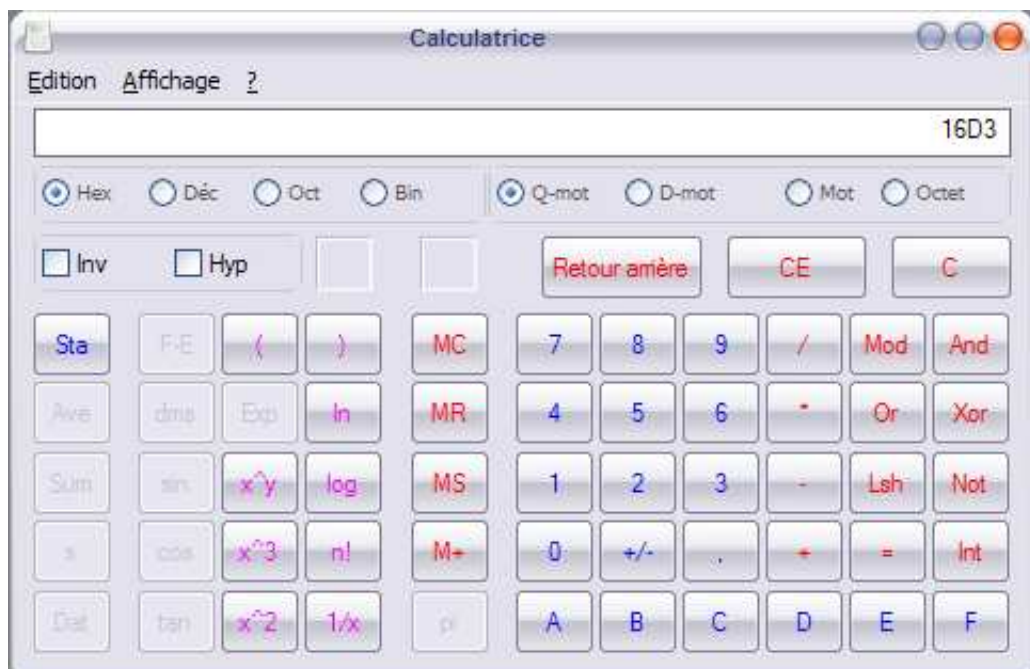 Calculatrice
Edition Affichage ?
16D3
Hex Déc Oct Bin Q-mot D-mot Mot Octet
Inv Hyp Retour arrière CE C
Sta F-E ( ) MC 7 8 9 / Mod And
Ave dms Exp ln MR 4 5 6 * Or Xor
Sum sin x^y log MS 1 2 3 - Lsh Not
s cos x^3 n! M+ 0 +/- , + = Int
Dat tan x^2 1/x pi A B C D E F